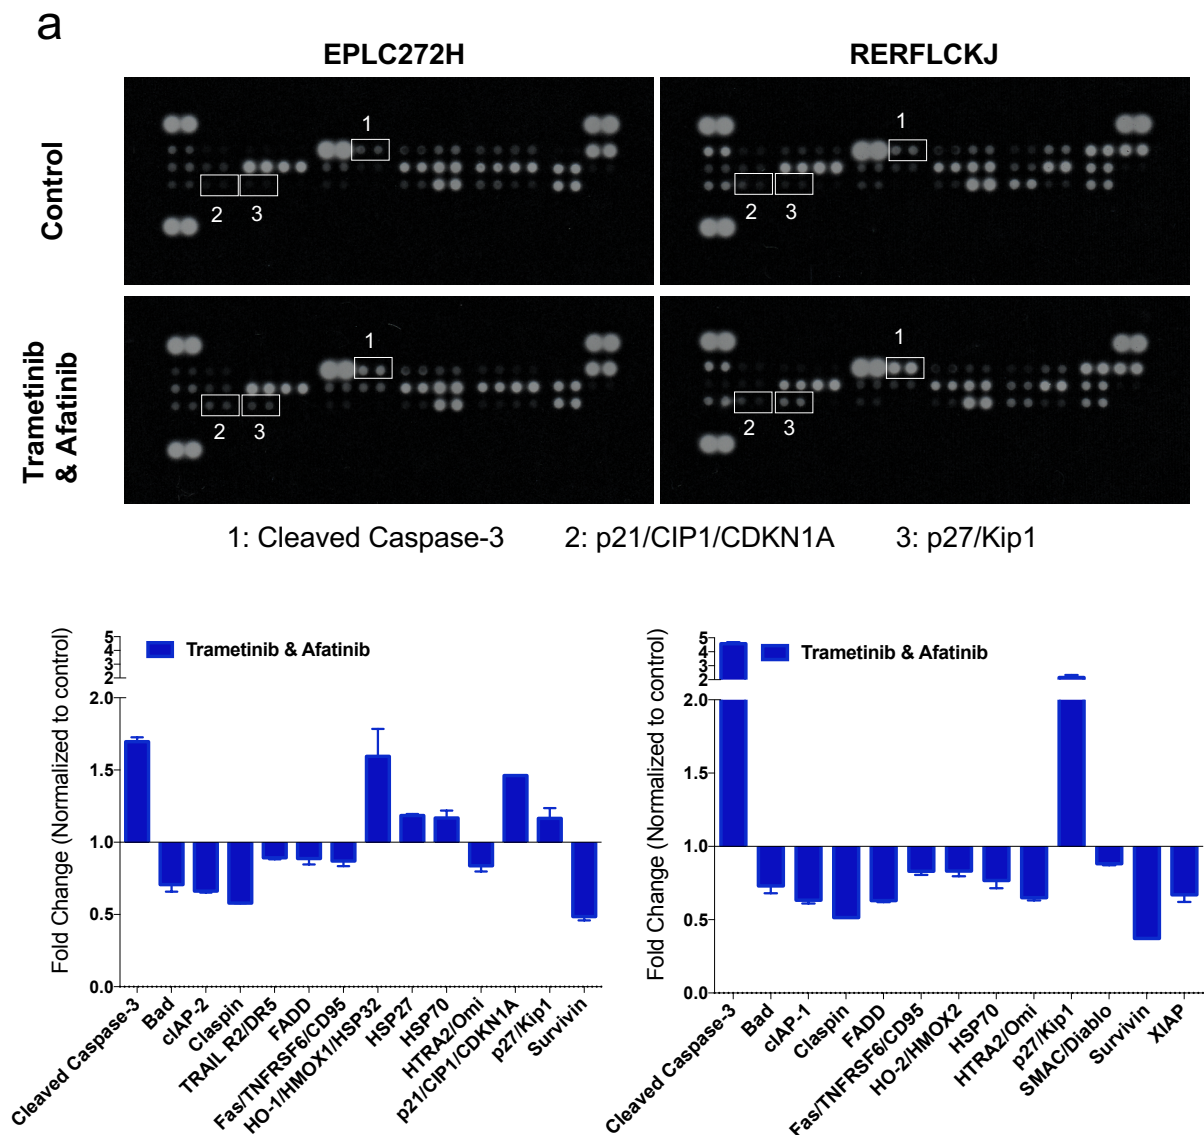 a
EPLC272H
RERFLCKJ
Control
1
2
3
1
2
3
Trametinib
& Afatinib
1
2
3
1
2
3
1: Cleaved Caspase-3
2: p21/CIP1/CDKN1A
3: p27/Kip1
Fold Change (Normalized to control)
5
4
3
2
2.0
1.5
1.0
0.5
0.0
Trametinib & Afatinib
Cleaved Caspase-3
Bad
cIAP-2
Claspin
TRAIL R2/DR5
FADD
Fas/TNFRSF6/CD95
HO-1/HMOX1/HSP32
HSP27
HSP70
HTRA2/Omi
p21/CIP1/CDKN1A
p27/Kip1
Survivin
Fold Change (Normalized to control)
5
4
3
2
2.0
1.5
1.0
0.5
0.0
Trametinib & Afatinib
Cleaved Caspase-3
Bad
cIAP-1
Claspin
FADD
Fas/TNFRSF6/CD95
HO-2/HMOX2
HSP70
HTRA2/Omi
p27/Kip1
SMAC/Diablo
Survivin
XIAP